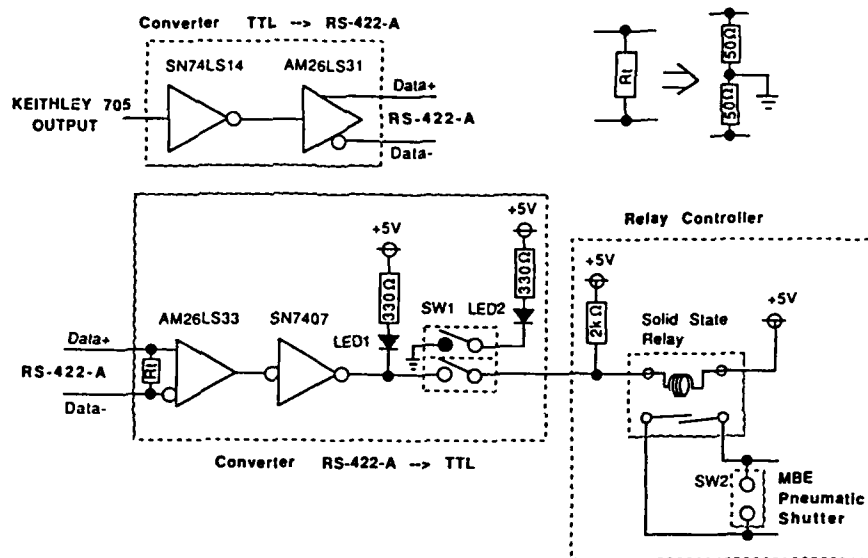 Converter TTL --> RS-422-A
SN74LS14
AM26LS31
KEITHLEY 705
OUTPUT
Data+
RS-422-A
Data-
Rt
50Ω
50Ω
+5V
+5V
330Ω
330Ω
SW1
LED2
LED1
AM26LS33
SN7407
Data+
RS-422-A
Data-
Rt
Converter RS-422-A --> TTL
Relay Controller
+5V
+5V
2kΩ
Solid State
Relay
SW2
MBE
Pneumatic
Shutter